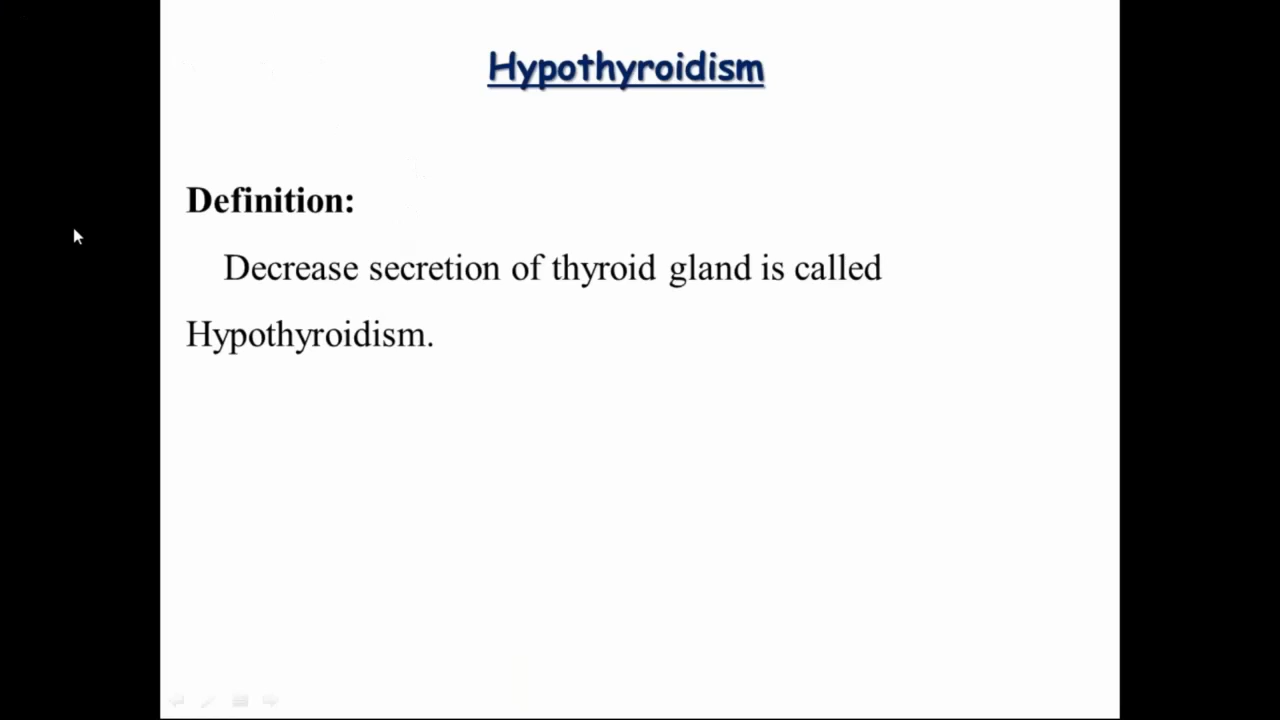 Hypothyroidism
Definition:
Decrease secretion of thyroid gland is called
Hypothyroidism.